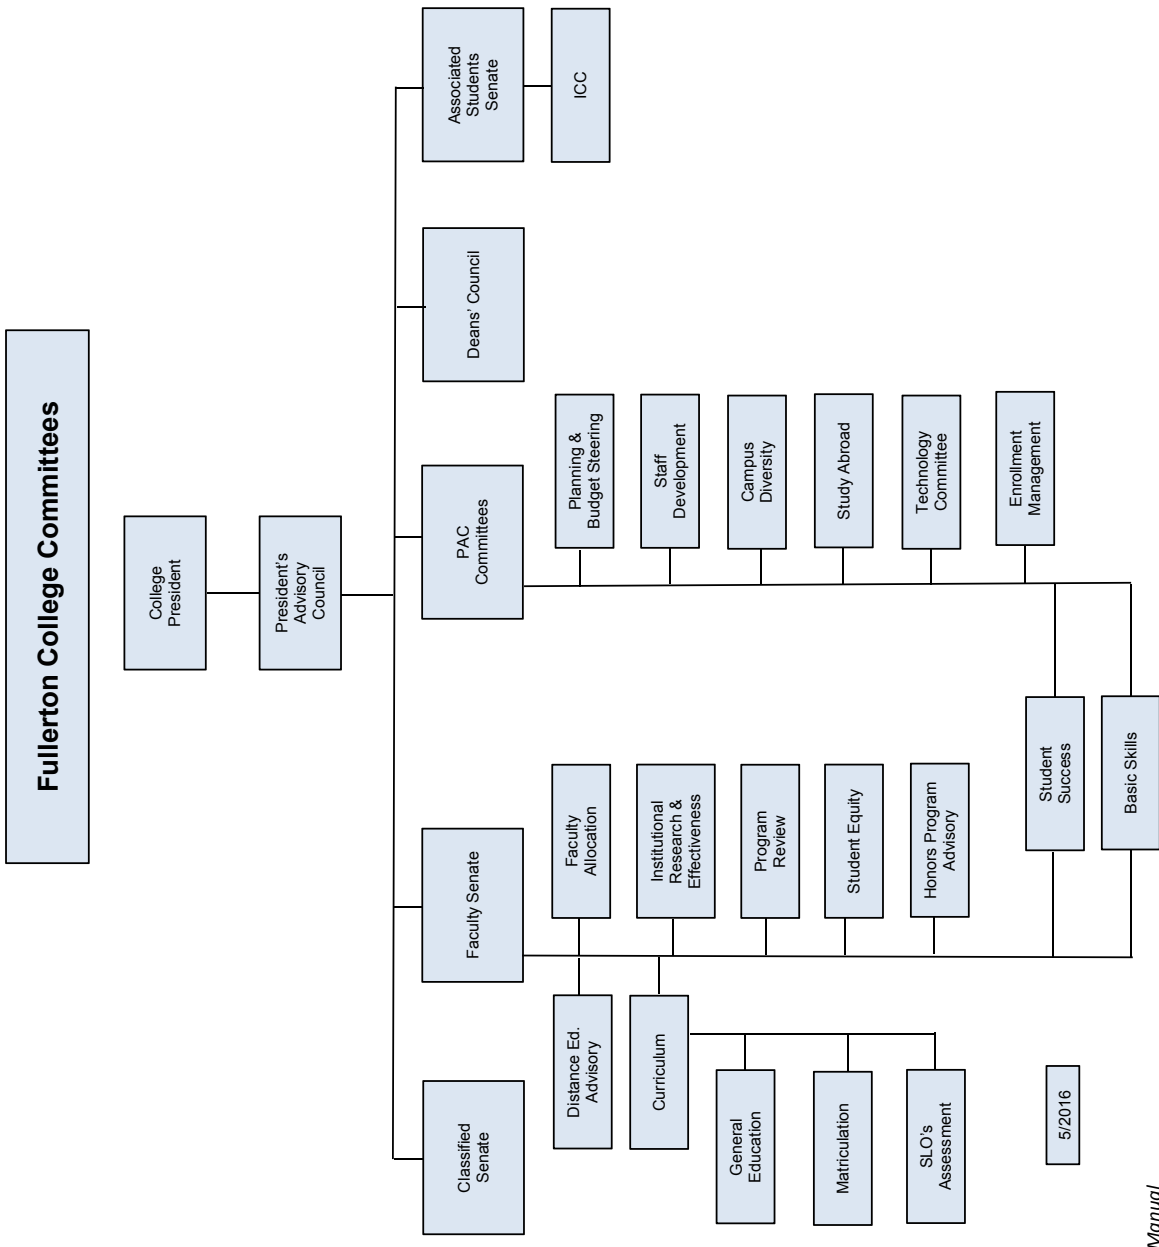 Fullerton College Committees
College
President
President's
Advisory
Council
Classified
Senate
Faculty Senate
PAC
Committees
Deans' Council
Associated
Students
Senate
Distance Ed.
Advisory
Faculty
Allocation
Planning &
Budget Steering
ICC
Curriculum
Institutional
Research &
Effectiveness
Staff
Development
General
Education
Program
Review
Campus
Diversity
Matriculation
Student Equity
Study Abroad
SLO's
Assessment
Honors Program
Advisory
Technology
Committee
Enrollment
Management
Student
Success
Basic Skills
5/2016
Manual